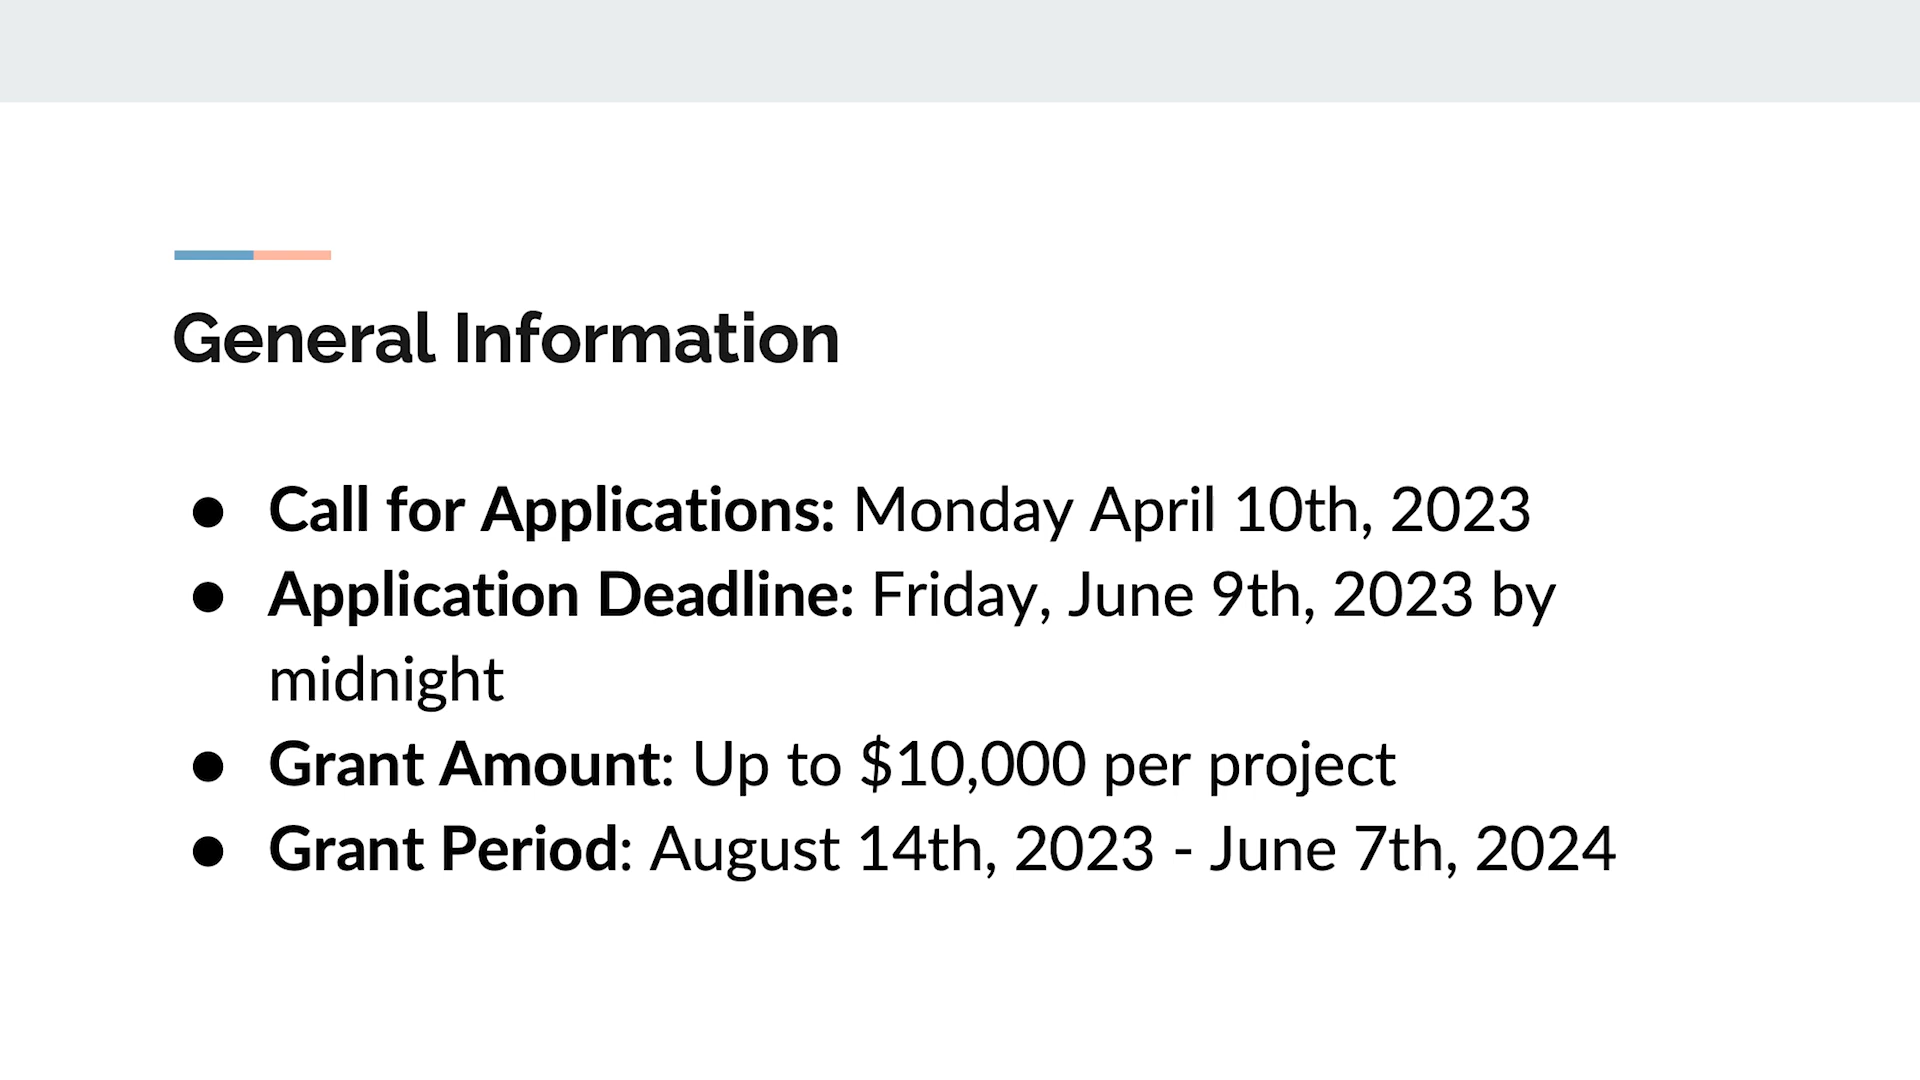 General Information
● Call for Applications: Monday April 10th, 2023
● Application Deadline: Friday, June 9th, 2023 by
midnight
● Grant Amount: Up to $10,000 per project
● Grant Period: August 14th, 2023 - June 7th, 2024